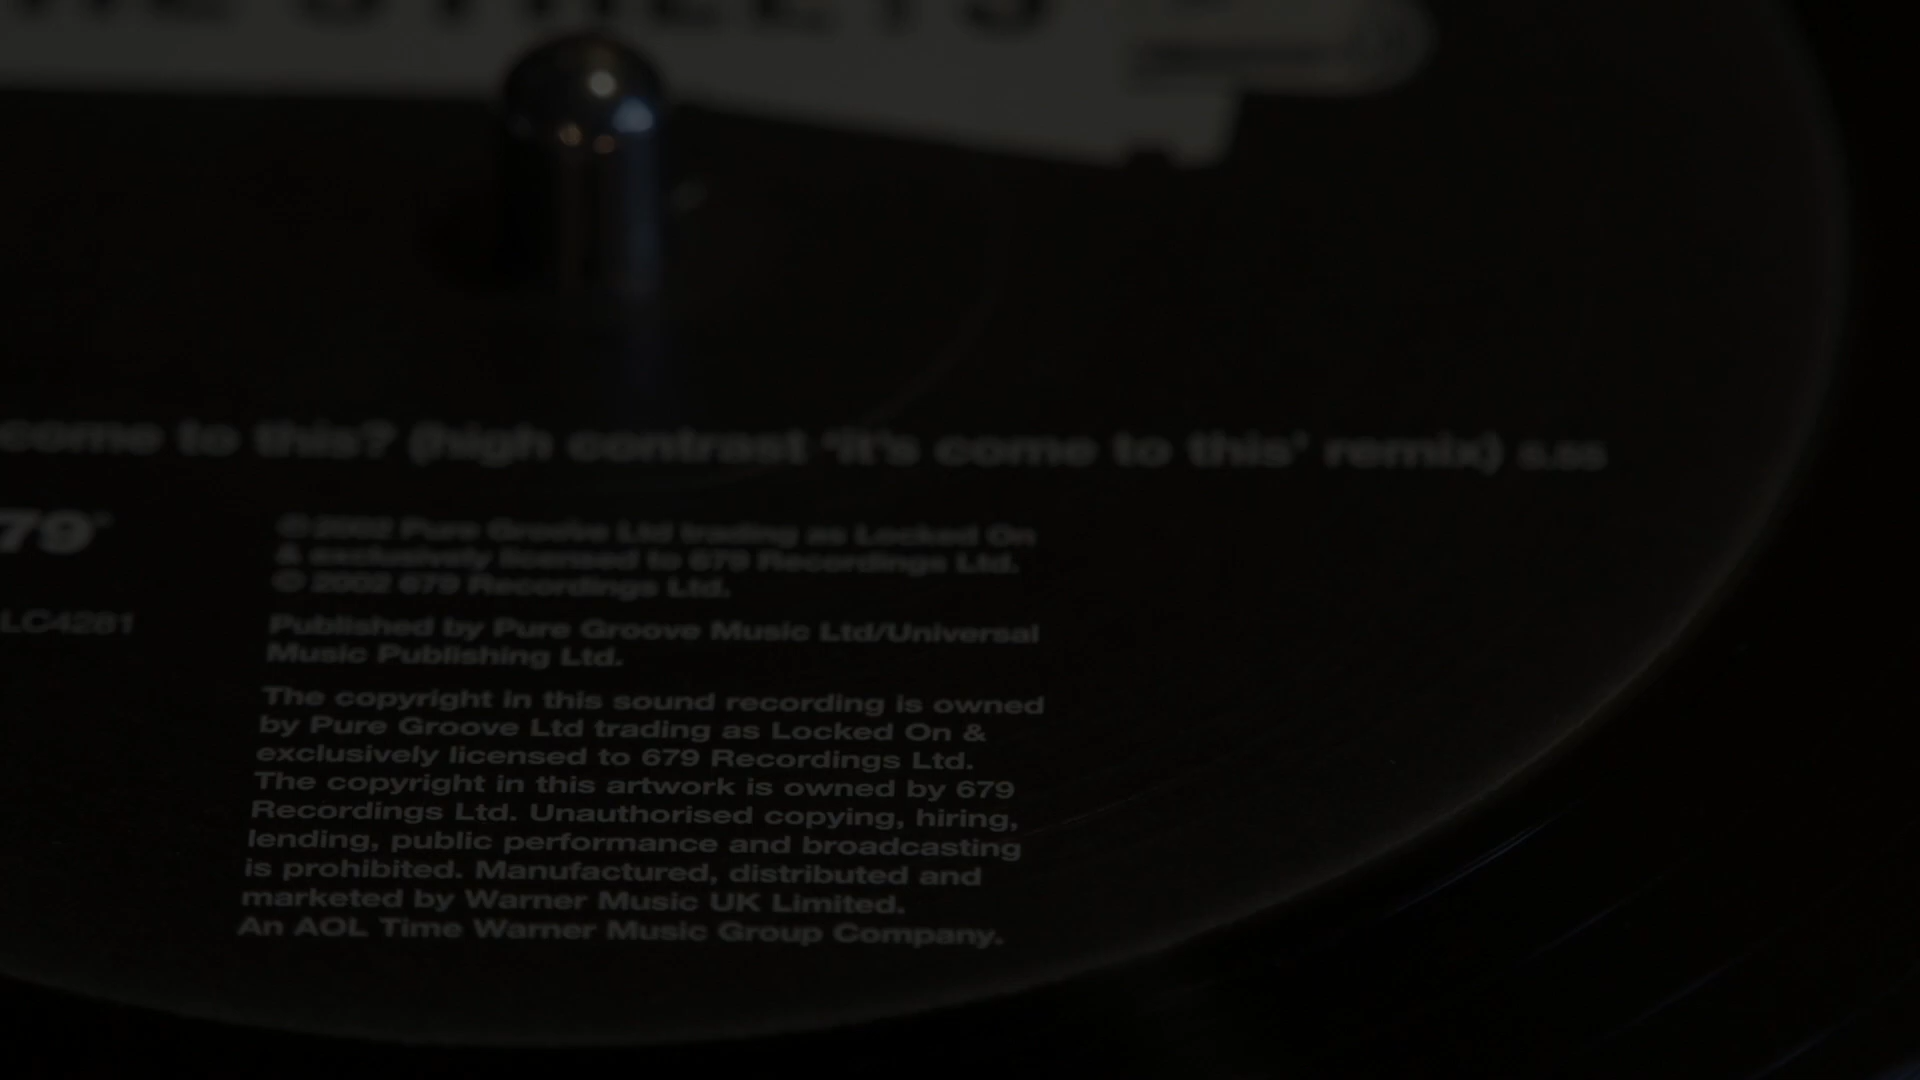 THE STREETS
come to this? (high contrast 'it's come to this' remix) 5.55
79
℗ 2002 Pure Groove Ltd trading as Locked On
& exclusively licensed to 679 Recordings Ltd.
© 2002 679 Recordings Ltd.
LC4281
Published by Pure Groove Music Ltd/Universal
Music Publishing Ltd.
The copyright in this sound recording is owned
by Pure Groove Ltd trading as Locked On &
exclusively licensed to 679 Recordings Ltd.
The copyright in this artwork is owned by 679
Recordings Ltd. Unauthorised copying, hiring,
lending, public performance and broadcasting
is prohibited. Manufactured, distributed and
marketed by Warner Music UK Limited.
An AOL Time Warner Music Group Company.